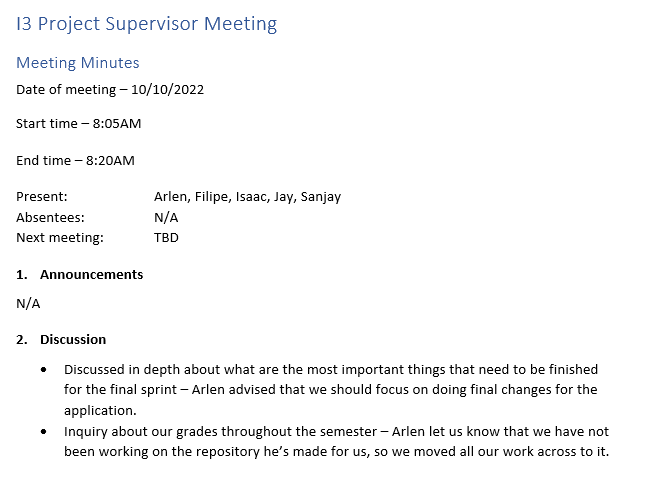 I3 Project Supervisor Meeting
Meeting Minutes
Date of meeting – 10/10/2022
Start time – 8:05AM
End time – 8:20AM
Present: Arlen, Filipe, Isaac, Jay, Sanjay
Absentees: N/A
Next meeting: TBD
1. Announcements
N/A
2. Discussion
• Discussed in depth about what are the most important things that need to be finished
for the final sprint – Arlen advised that we should focus on doing final changes for the
application.
• Inquiry about our grades throughout the semester – Arlen let us know that we have not
been working on the repository he’s made for us, so we moved all our work across to it.